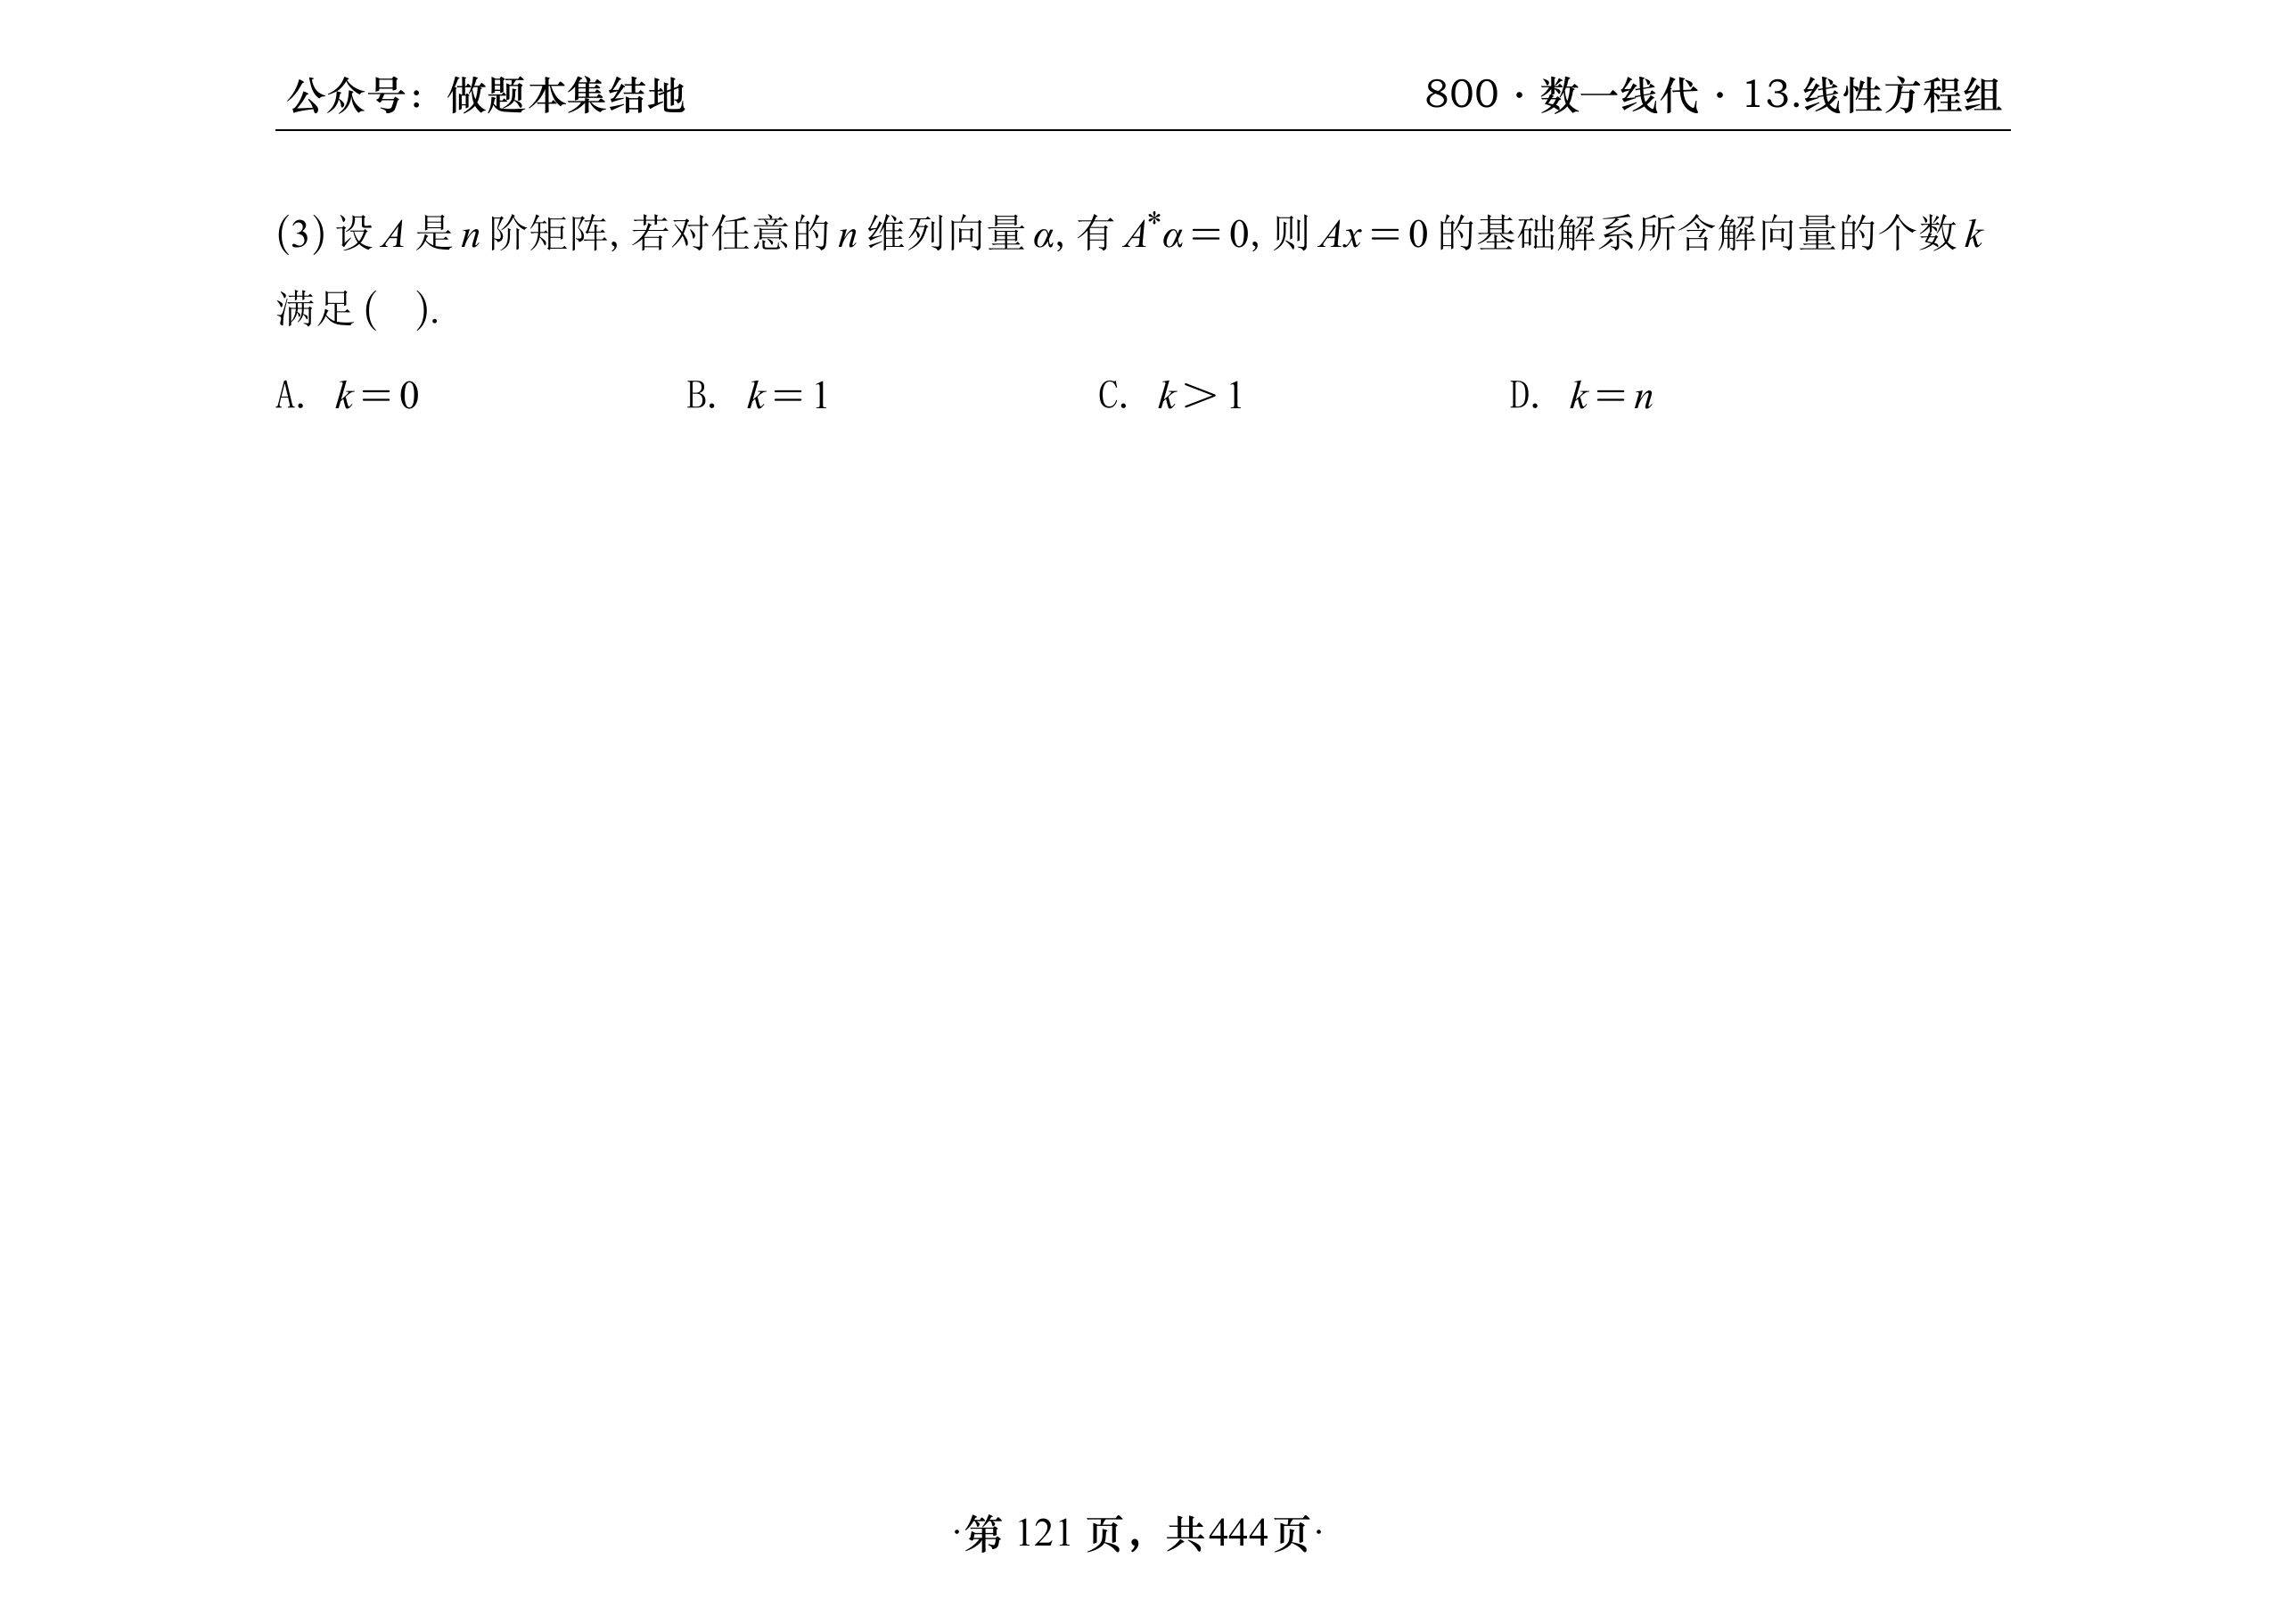 公众号：做题本集结地
800 · 数一线代 · 13.线性方程组
(3) 设 A 是 n 阶矩阵, 若对任意的 n 维列向量 α, 有 A*α=0, 则 Ax=0 的基础解系所含解向量的个数 k
满足( ).
A. k=0 B. k=1 C. k>1 D. k=n
·第 121 页，共444页·